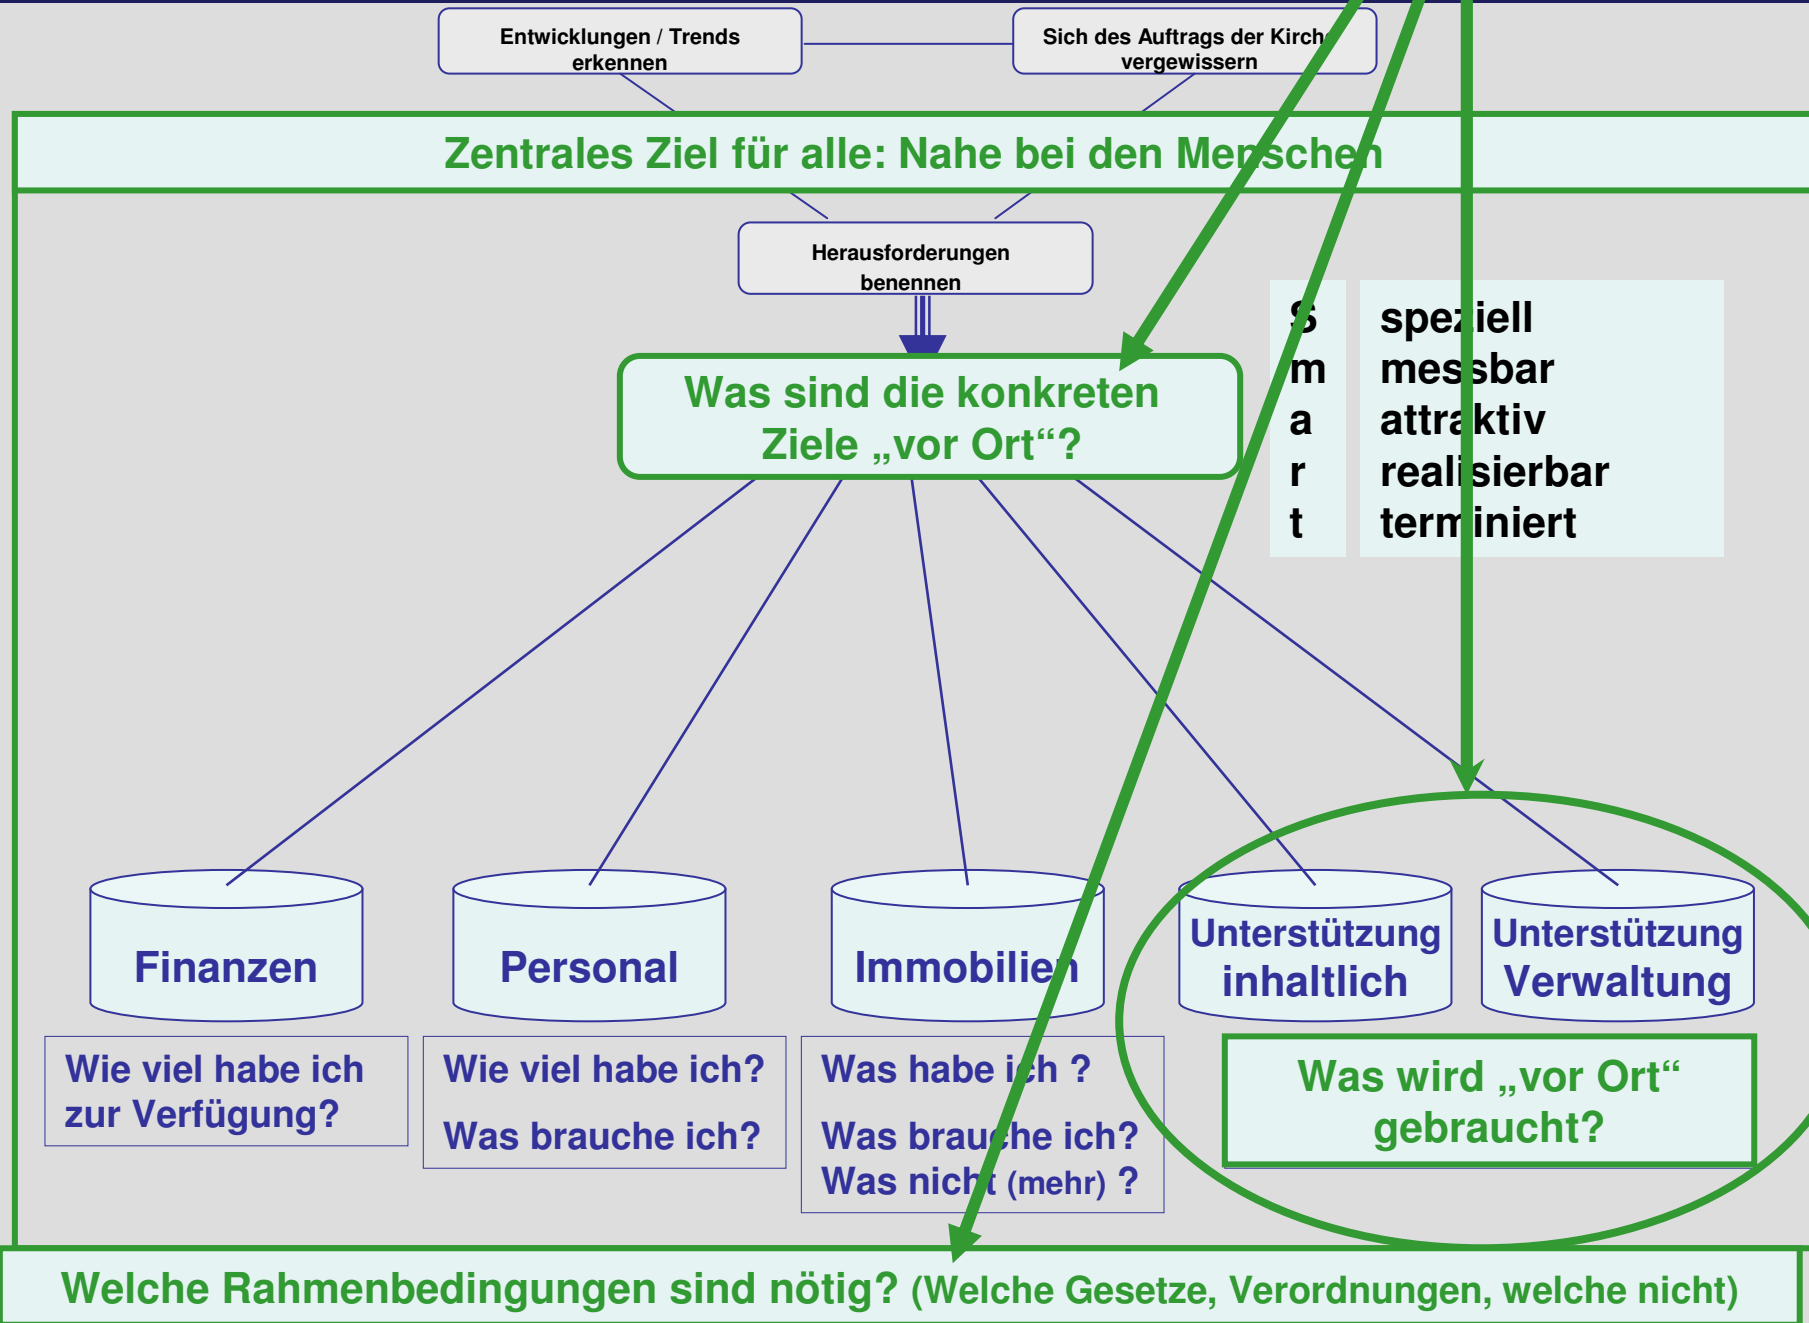 Entwicklungen / Trends
erkennen
Sich des Auftrags der Kirche
vergewissern
Zentrales Ziel für alle: Nahe bei den Menschen
Herausforderungen
benennen
Was sind die konkreten
Ziele „vor Ort“?
S speziell
m messbar
a attraktiv
r realisierbar
t terminiert
Finanzen
Personal
Immobilien
Unterstützung
inhaltlich
Unterstützung
Verwaltung
Wie viel habe ich
zur Verfügung?
Wie viel habe ich?
Was brauche ich?
Was habe ich ?
Was brauche ich?
Was nicht (mehr) ?
Was wird „vor Ort“
gebraucht?
Welche Rahmenbedingungen sind nötig? (Welche Gesetze, Verordnungen, welche nicht)